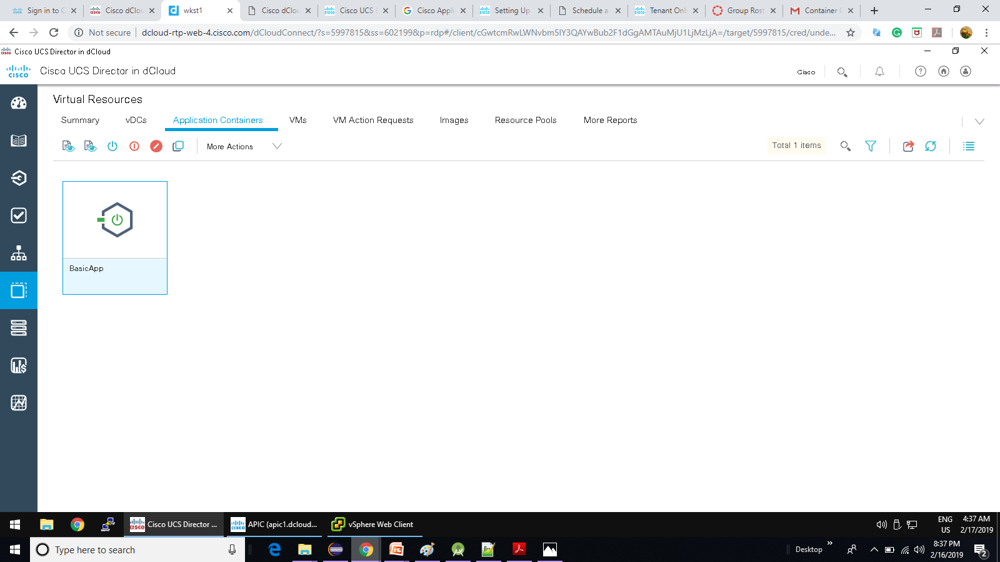 Sign in to C
Cisco dClou
wkst1
Cisco dClou
Cisco UCS
Cisco Appli
Setting Up
Schedule a
Tenant Onb
Group Rost
Container
Not secure
dcloud-rtp-web-4.cisco.com/dCloudConnect/?s=5997815&ss=602199&p=rdp#/client/cGwtcmRwLWNvbm5lY3QAYwBub2F1dGgAMTAuMjU1LjMzLjA=/target/5997815/cred/unde...
Cisco UCS Director in dCloud
CISCO
Cisco UCS Director in dCloud
Cisco
Virtual Resources
Summary
vDCs
Application Containers
VMs
VM Action Requests
Images
Resource Pools
More Reports
More Actions
Total 1 items
BasicApp
Cisco UCS Director ...
APIC (apic1.dcloud...
vSphere Web Client
ENG
US
4:37 AM
2/17/2019
Type here to search
Desktop
8:37 PM
2/16/2019
2